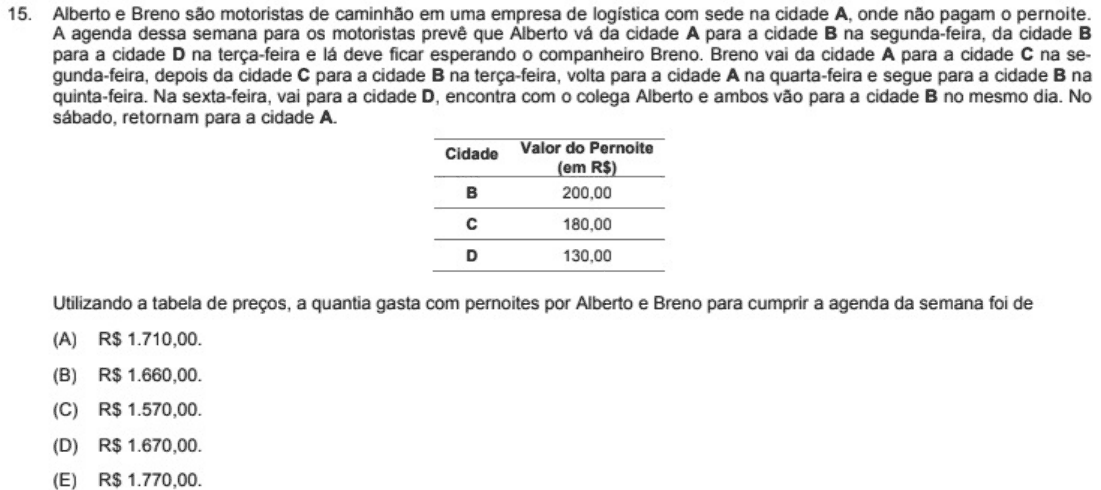 15. Alberto e Breno são motoristas de caminhão em uma empresa de logística com sede na cidade A, onde não pagam o pernoite.
A agenda dessa semana para os motoristas prevê que Alberto vá da cidade A para a cidade B na segunda-feira, da cidade B
para a cidade D na terça-feira e lá deve ficar esperando o companheiro Breno. Breno vai da cidade A para a cidade C na se-
gunda-feira, depois da cidade C para a cidade B na terça-feira, volta para a cidade A na quarta-feira e segue para a cidade B na
quinta-feira. Na sexta-feira, vai para a cidade D, encontra com o colega Alberto e ambos vão para a cidade B no mesmo dia. No
sábado, retornam para a cidade A.
Cidade Valor do Pernoite
(em R$)
B 200,00
C 180,00
D 130,00
Utilizando a tabela de preços, a quantia gasta com pernoites por Alberto e Breno para cumprir a agenda da semana foi de
(A) R$ 1.710,00.
(B) R$ 1.660,00.
(C) R$ 1.570,00.
(D) R$ 1.670,00.
(E) R$ 1.770,00.